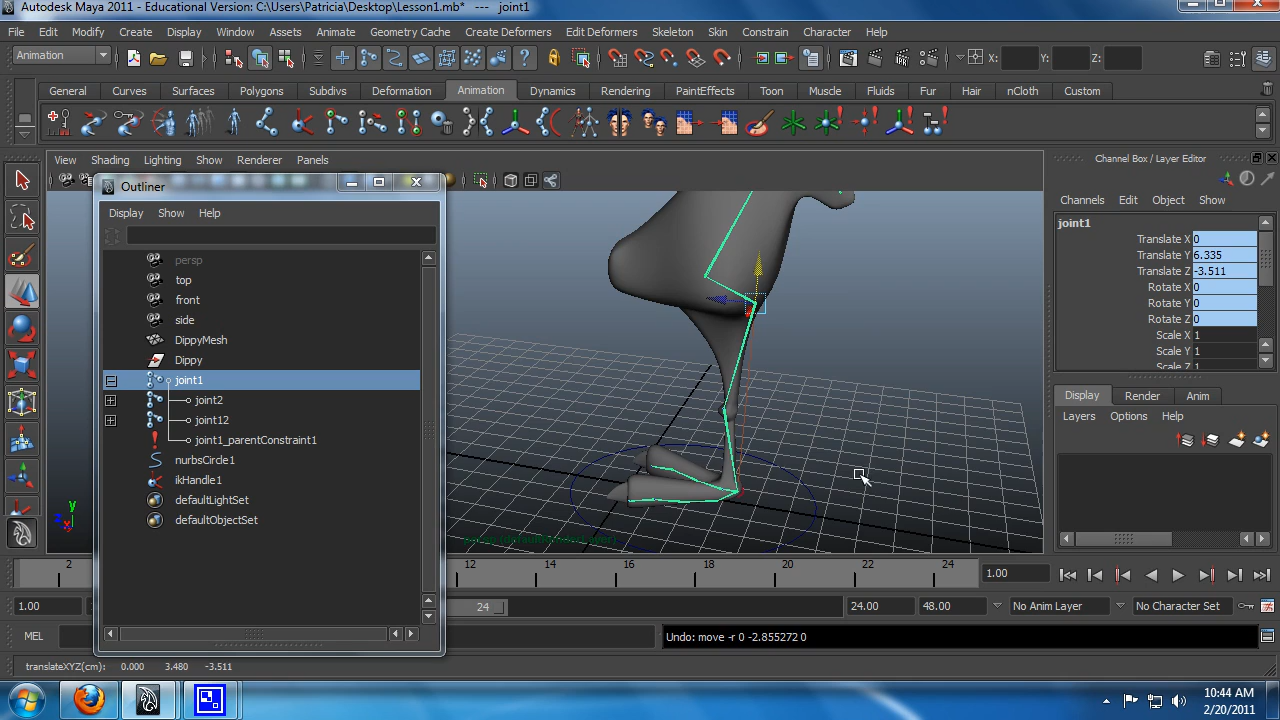 Autodesk Maya 2011 - Educational Version: C:\Users\Patricia\Desktop\Lesson1.mb* --- joint1
File Edit Modify Create Display Window Assets Animate Geometry Cache Create Deformers Edit Deformers Skeleton Skin Constrain Character Help
Animation X: Y: Z:
General Curves Surfaces Polygons Subdivs Deformation Animation Dynamics Rendering PaintEffects Toon Muscle Fluids Fur Hair nCloth Custom
View Shading Lighting Show Renderer Panels
Channel Box / Layer Editor
Outliner
Display Show Help
Channels Edit Object Show
joint1
Translate X 0
Translate Y 6.335
Translate Z -3.511
Rotate X 0
Rotate Y 0
Rotate Z 0
Scale X 1
Scale Y 1
Scale Z 1
persp
top
front
side
DippyMesh
Dippy
joint1
joint2
joint12
joint1_parentConstraint1
nurbsCircle1
ikHandle1
defaultLightSet
defaultObjectSet
Display Render Anim
Layers Options Help
y
z x
persp (defaultRenderLayer)
2 12 14 16 18 20 22 24 1.00
1.00 24 24.00 48.00 No Anim Layer No Character Set
MEL Undo: move -r 0 -2.855272 0
translateXYZ(cm): 0.000 3.480 -3.511
10:44 AM
2/20/2011